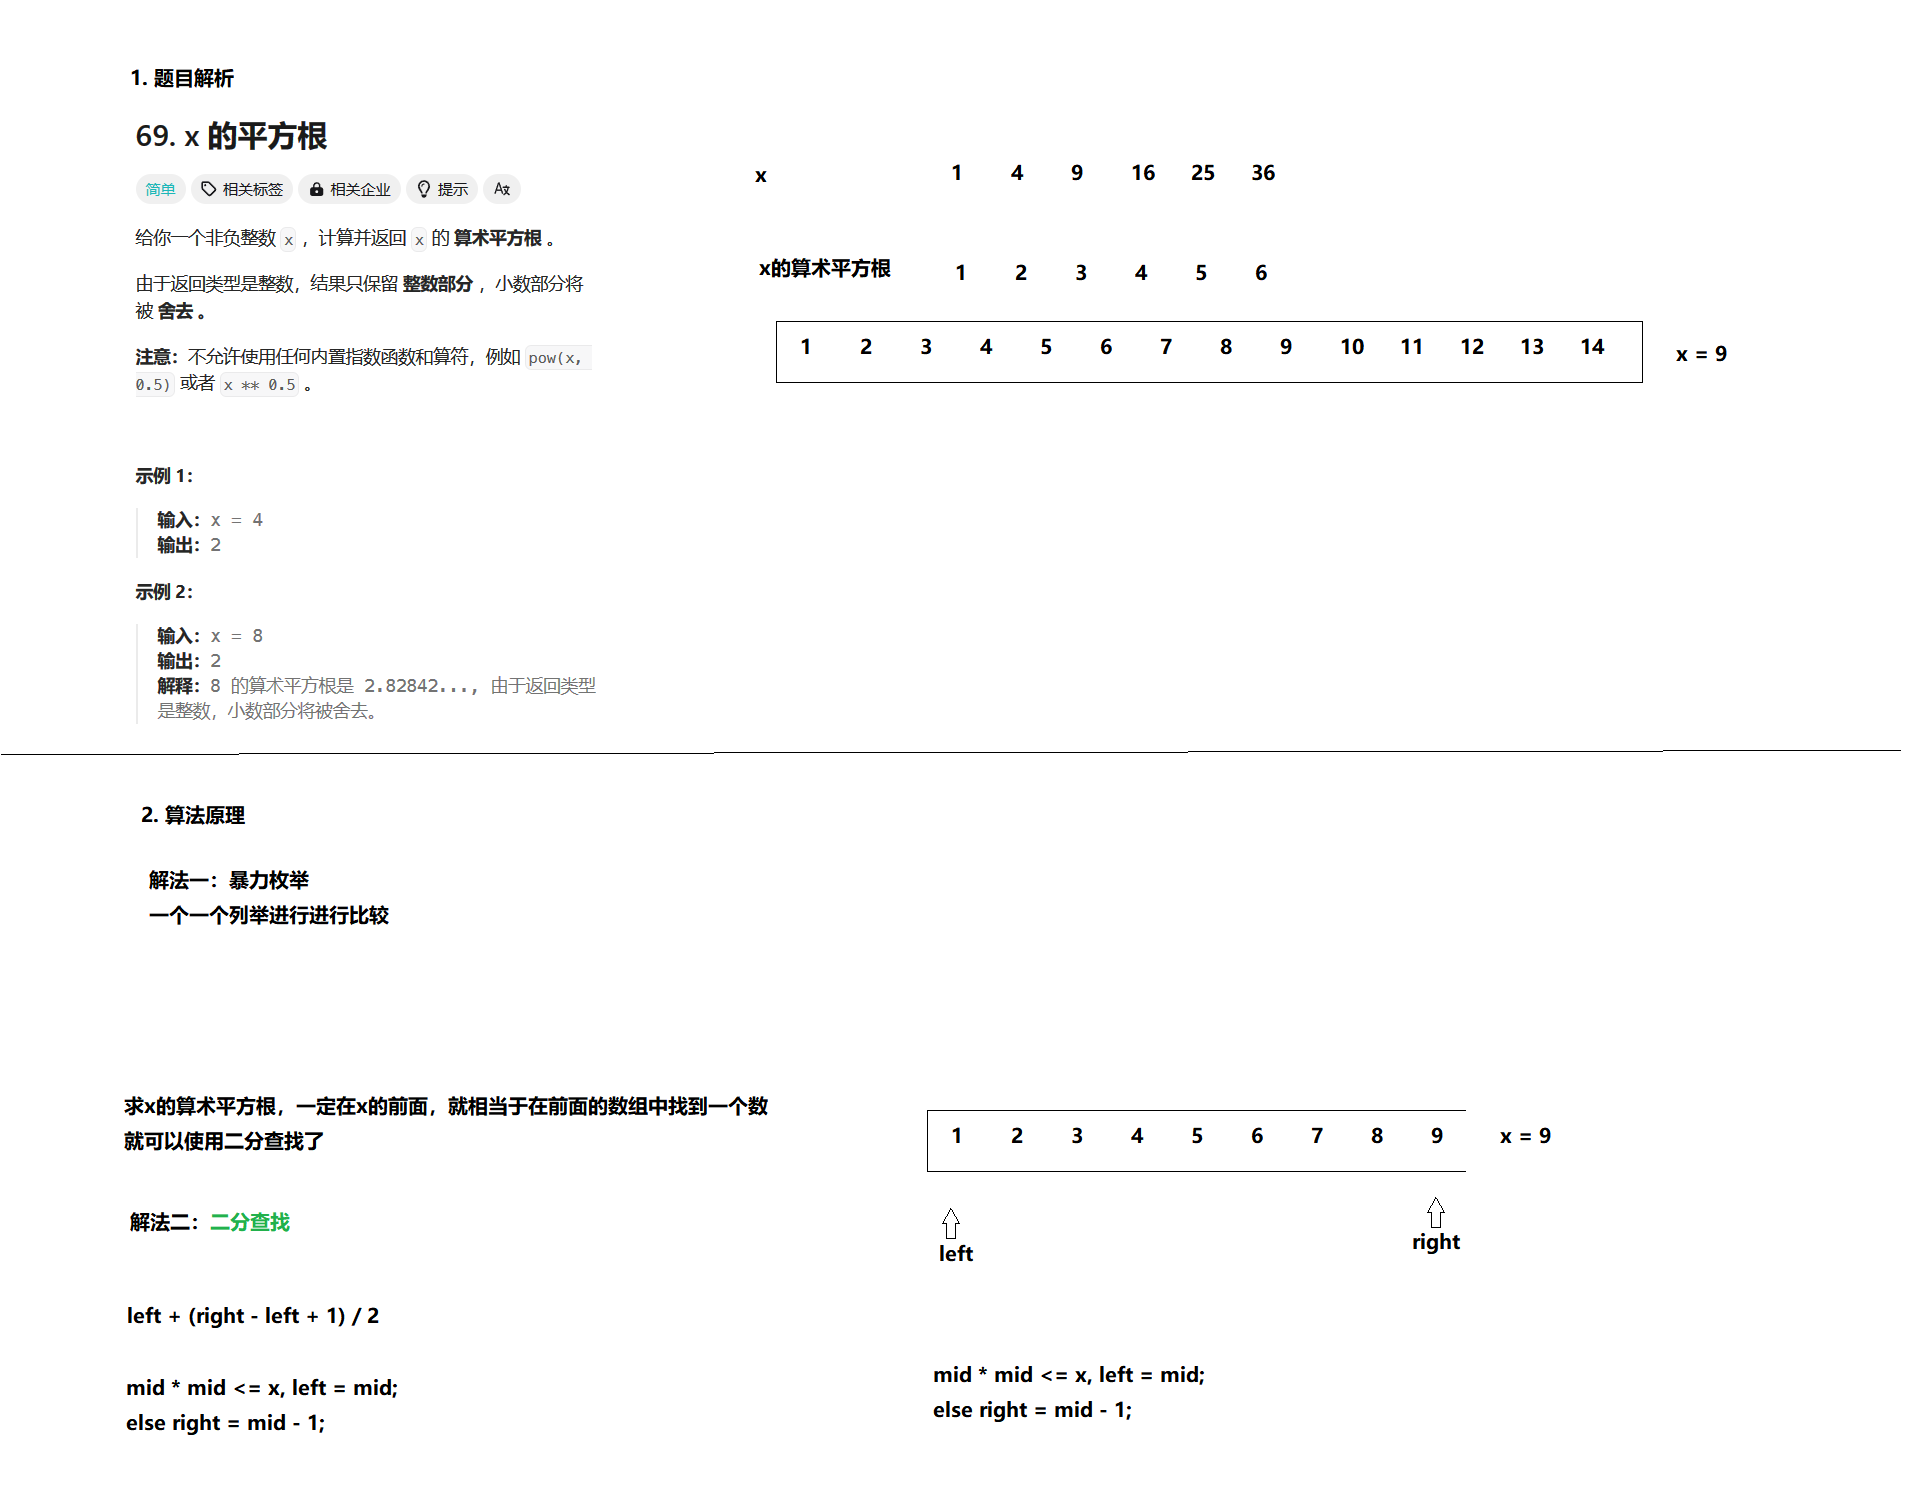 1. 题目解析
69. x 的平方根
简单 相关标签 相关企业 提示 A文
给你一个非负整数 x ，计算并返回 x 的 算术平方根 。
由于返回类型是整数，结果只保留 整数部分 ，小数部分将
被 舍去 。
注意：不允许使用任何内置指数函数和算符，例如 pow(x,
0.5) 或者 x ** 0.5 。
示例 1：
输入：x = 4
输出：2
示例 2：
输入：x = 8
输出：2
解释：8 的算术平方根是 2.82842..., 由于返回类型
是整数，小数部分将被舍去。
x 1 4 9 16 25 36
x的算术平方根 1 2 3 4 5 6
1 2 3 4 5 6 7 8 9 10 11 12 13 14 x = 9
2. 算法原理
解法一：暴力枚举
一个一个列举进行进行比较
求x的算术平方根，一定在x的前面，就相当于在前面的数组中找到一个数
就可以使用二分查找了
解法二：二分查找
left + (right - left + 1) / 2
mid * mid <= x, left = mid;
else right = mid - 1;
1 2 3 4 5 6 7 8 9 x = 9
left right
mid * mid <= x, left = mid;
else right = mid - 1;